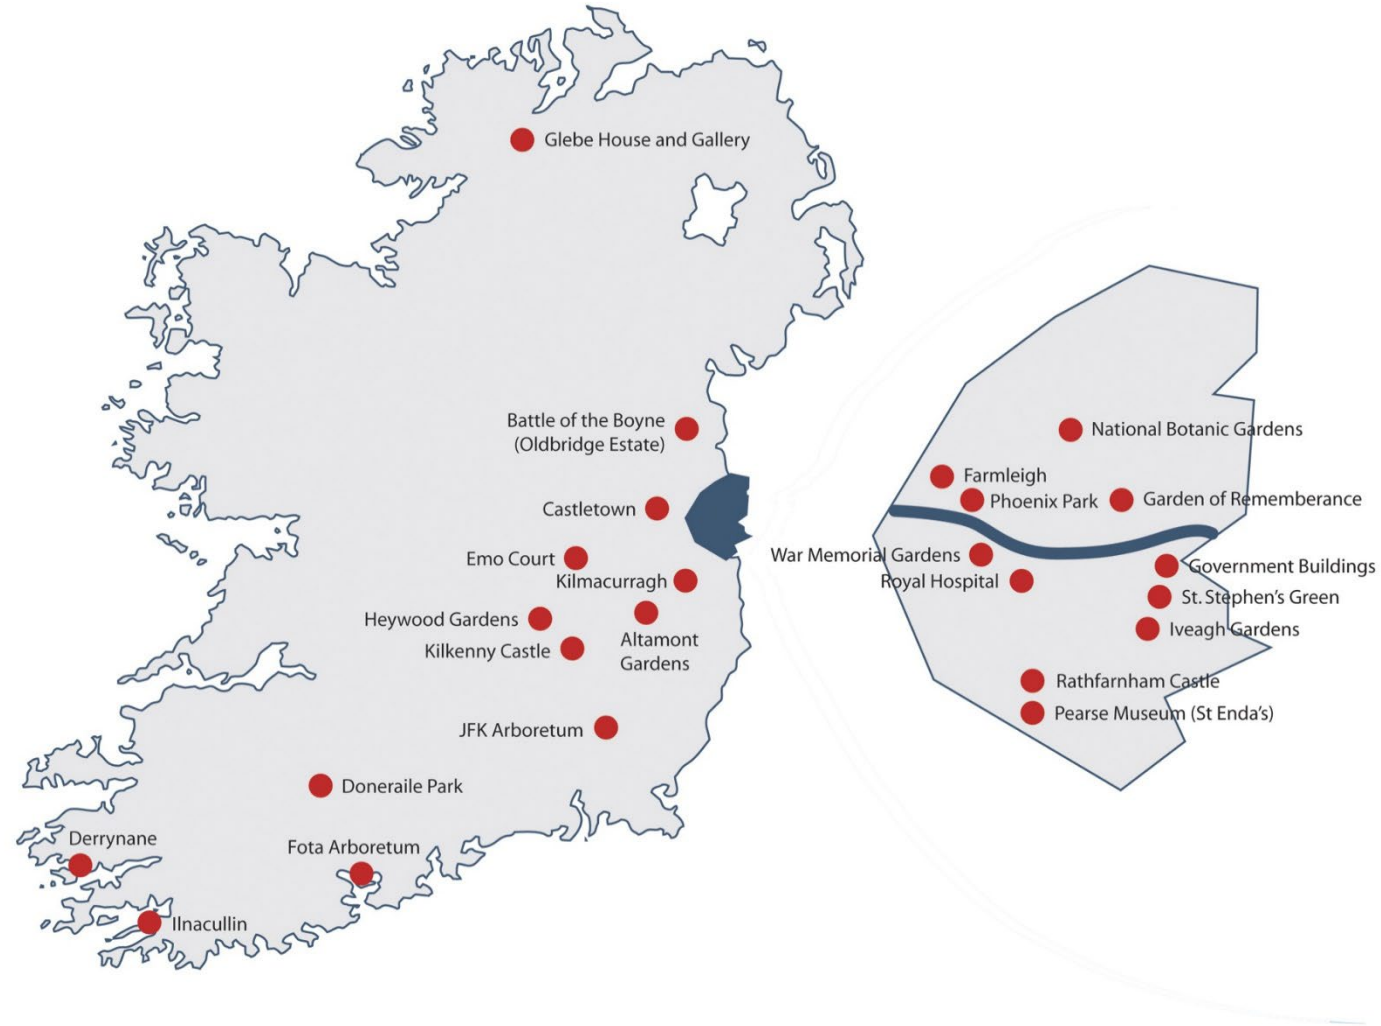 Glebe House and Gallery
Battle of the Boyne
(Oldbridge Estate)
Castletown
Emo Court
Kilmacurragh
Heywood Gardens
Altamont
Gardens
Kilkenny Castle
JFK Arboretum
Doneraile Park
Derrynane
Fota Arboretum
Ilnacullin
National Botanic Gardens
Farmleigh
Phoenix Park
Garden of Rememberance
War Memorial Gardens
Royal Hospital
Government Buildings
St. Stephen's Green
Iveagh Gardens
Rathfarnham Castle
Pearse Museum (St Enda's)